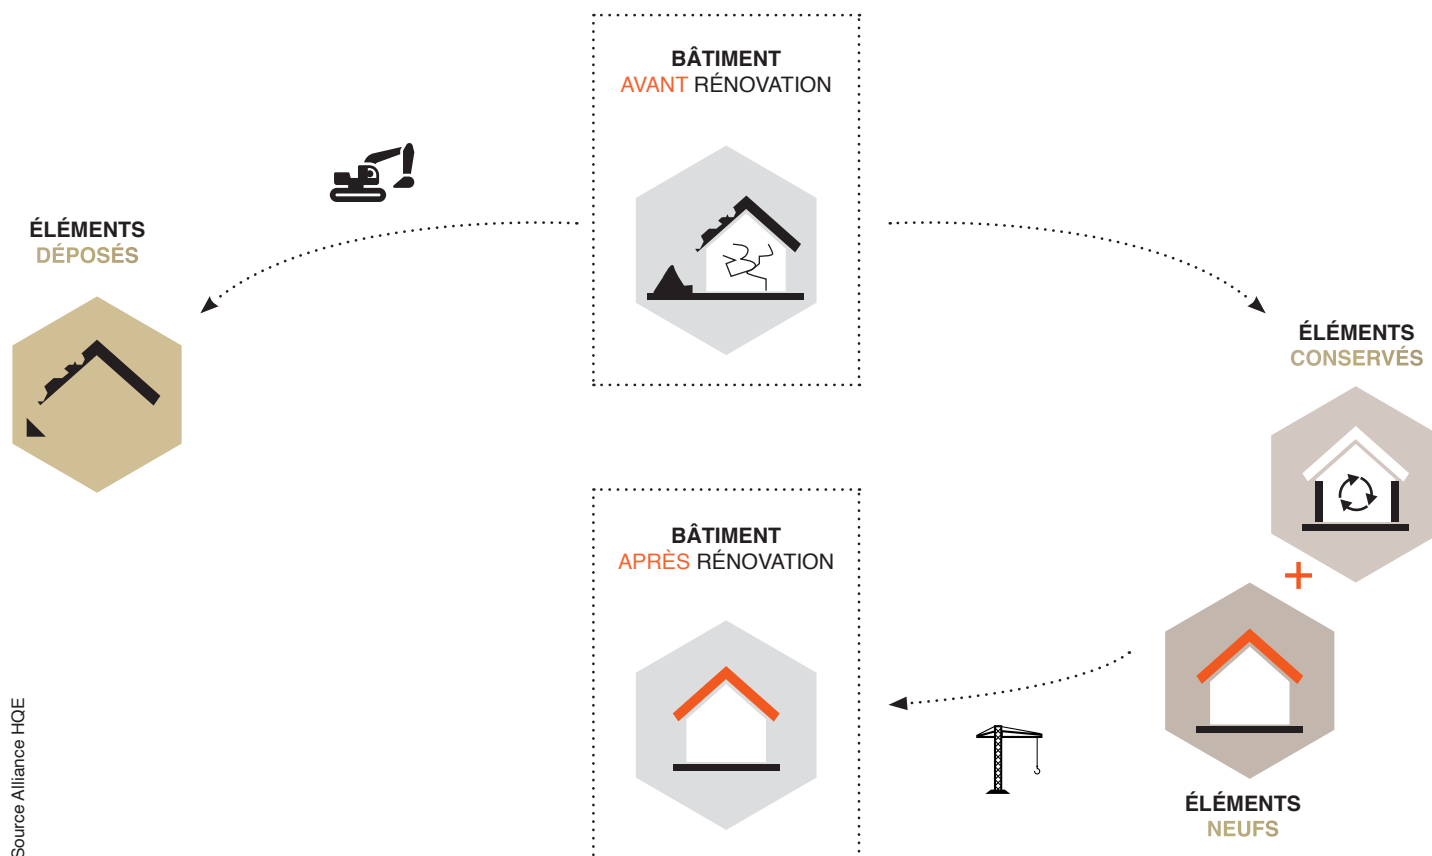 BÂTIMENT
AVANT RÉNOVATION
ÉLÉMENTS
DÉPOSÉS
ÉLÉMENTS
CONSERVÉS
BÂTIMENT
APRÈS RÉNOVATION
+
ÉLÉMENTS
NEUFS
Source Alliance HQE